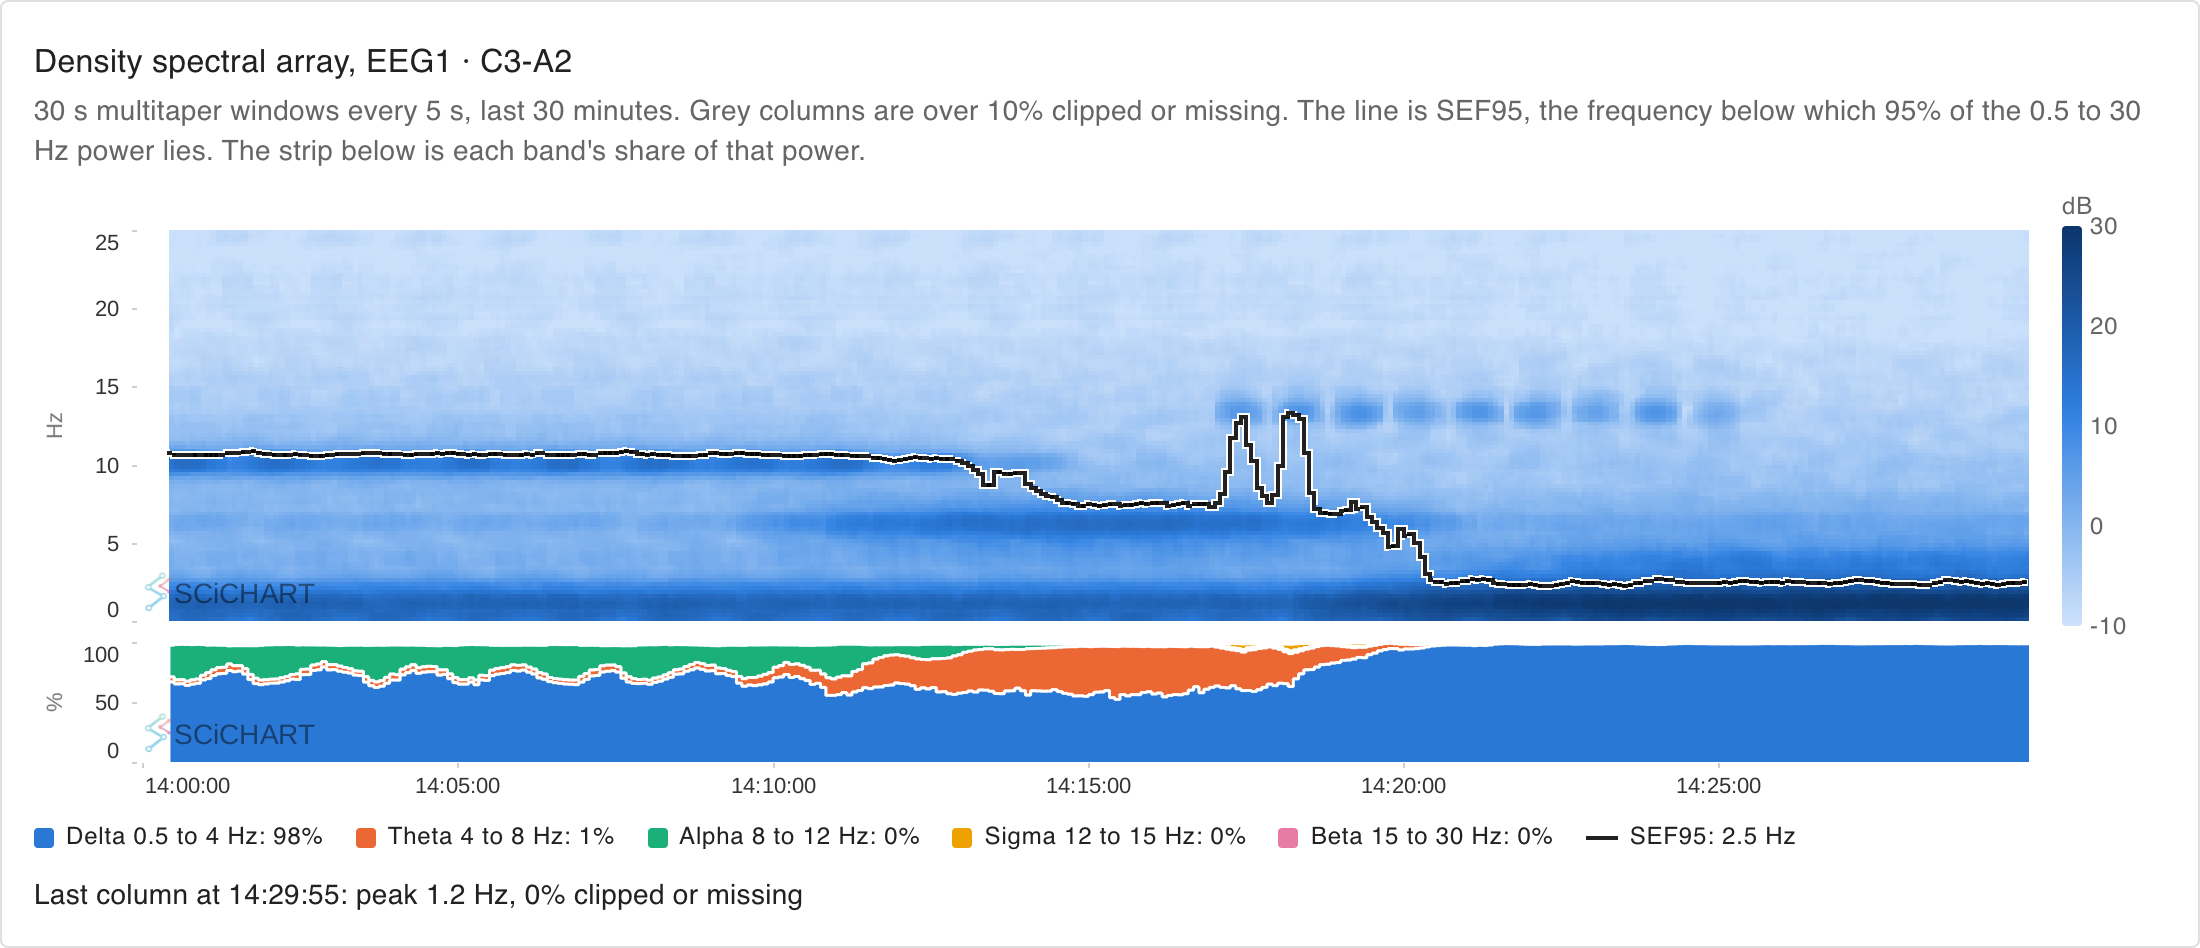 Density spectral array, EEG1 · C3-A2
30 s multitaper windows every 5 s, last 30 minutes. Grey columns are over 10% clipped or missing. The line is SEF95, the frequency below which 95% of the 0.5 to 30
Hz power lies. The strip below is each band's share of that power.
dB
30
20
10
0
-10
25
20
15
10
5
0
Hz
SCiCHART
100
50
0
%
SCiCHART
14:00:00 14:05:00 14:10:00 14:15:00 14:20:00 14:25:00
Delta 0.5 to 4 Hz: 98% Theta 4 to 8 Hz: 1% Alpha 8 to 12 Hz: 0% Sigma 12 to 15 Hz: 0% Beta 15 to 30 Hz: 0% SEF95: 2.5 Hz
Last column at 14:29:55: peak 1.2 Hz, 0% clipped or missing